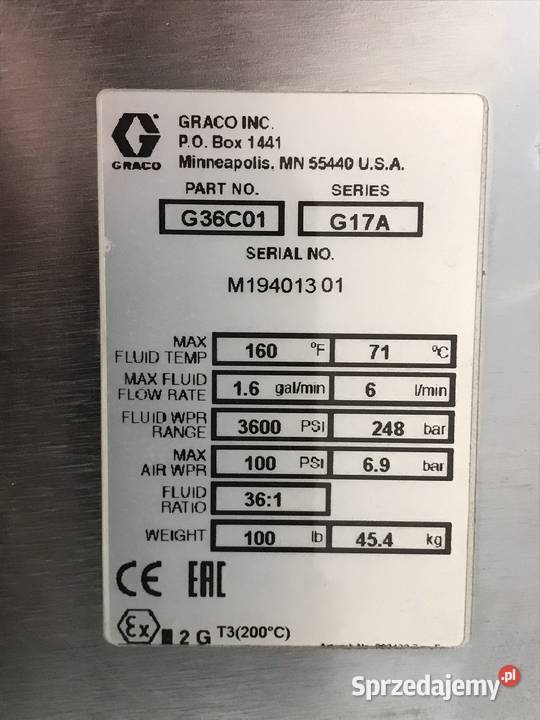 GRACO
GRACO INC.
P.O. Box 1441
Minneapolis, MN 55440 U.S.A.
PART NO. SERIES
G36C01 G17A
SERIAL NO.
M194013 01
MAX FLUID TEMP 160 °F 71 °C
MAX FLUID FLOW RATE 1.6 gal/min 6 l/min
FLUID WPR RANGE 3600 PSI 248 bar
MAX AIR WPR 100 PSI 6.9 bar
FLUID RATIO 36:1
WEIGHT 100 lb 45.4 kg
CE EAC
Ex 2 G T3(200°C)
Sprzedajemy.pl